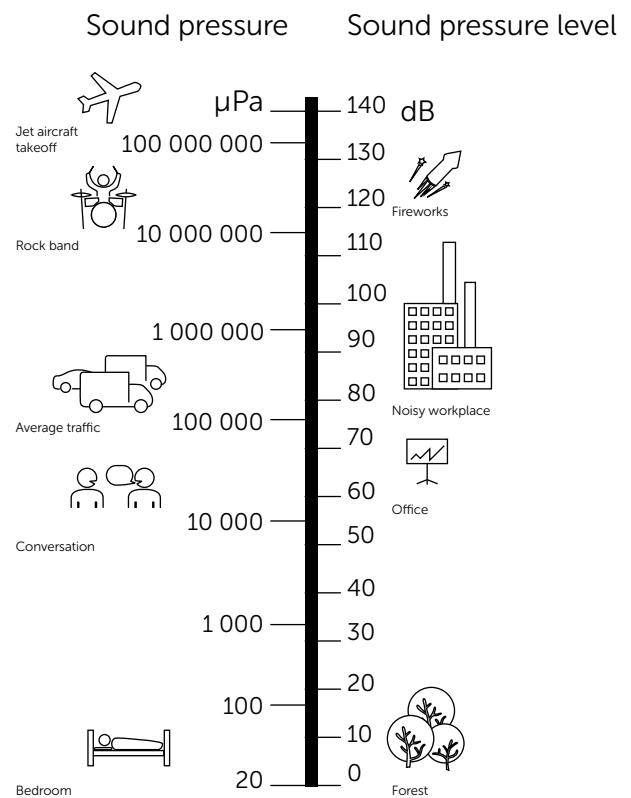 Sound pressure
Sound pressure level
µPa
140
dB
Jet aircraft
takeoff
100 000 000
130
120
Fireworks
Rock band
10 000 000
110
100
1 000 000
90
80
Noisy workplace
Average traffic
100 000
70
60
Office
10 000
50
Conversation
40
1 000
30
20
100
10
20
0
Bedroom
Forest